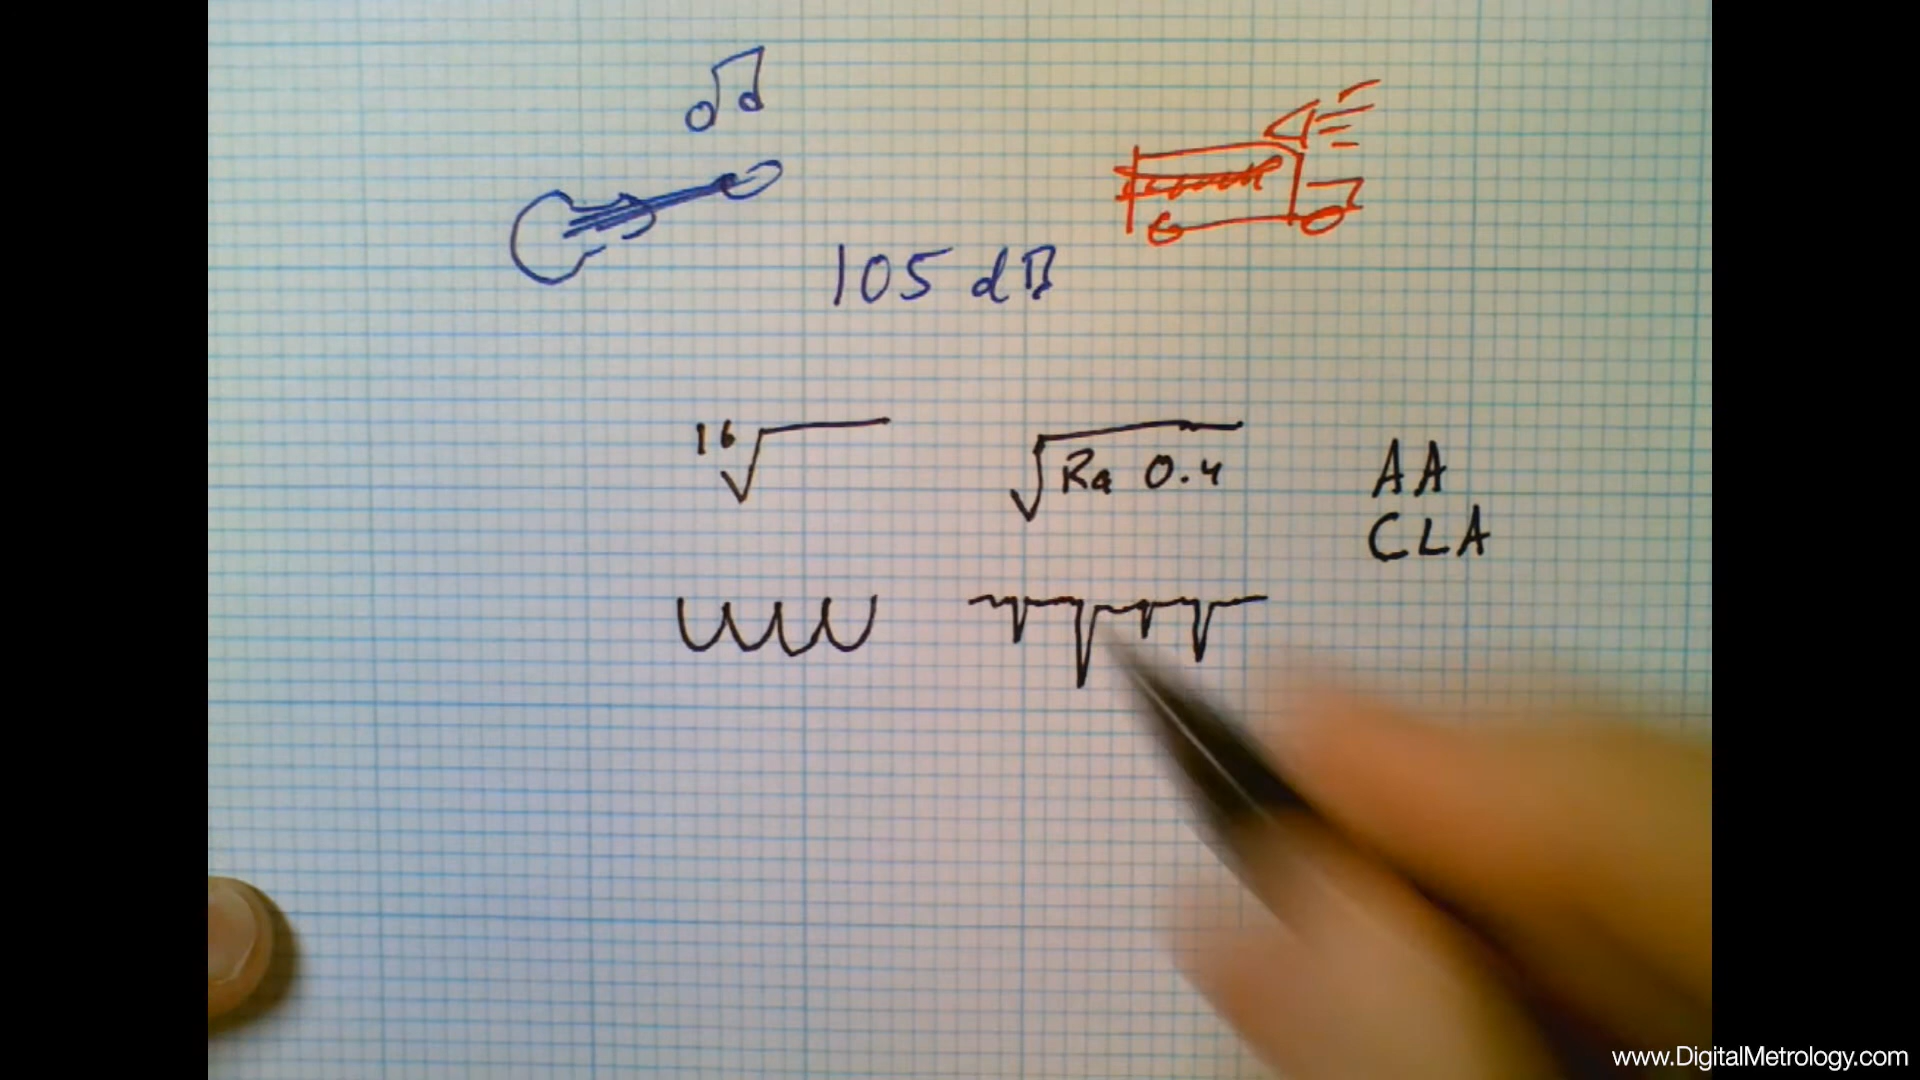 105 dB
16 √
√ Ra 0.4
AA
CLA
www.DigitalMetrology.com